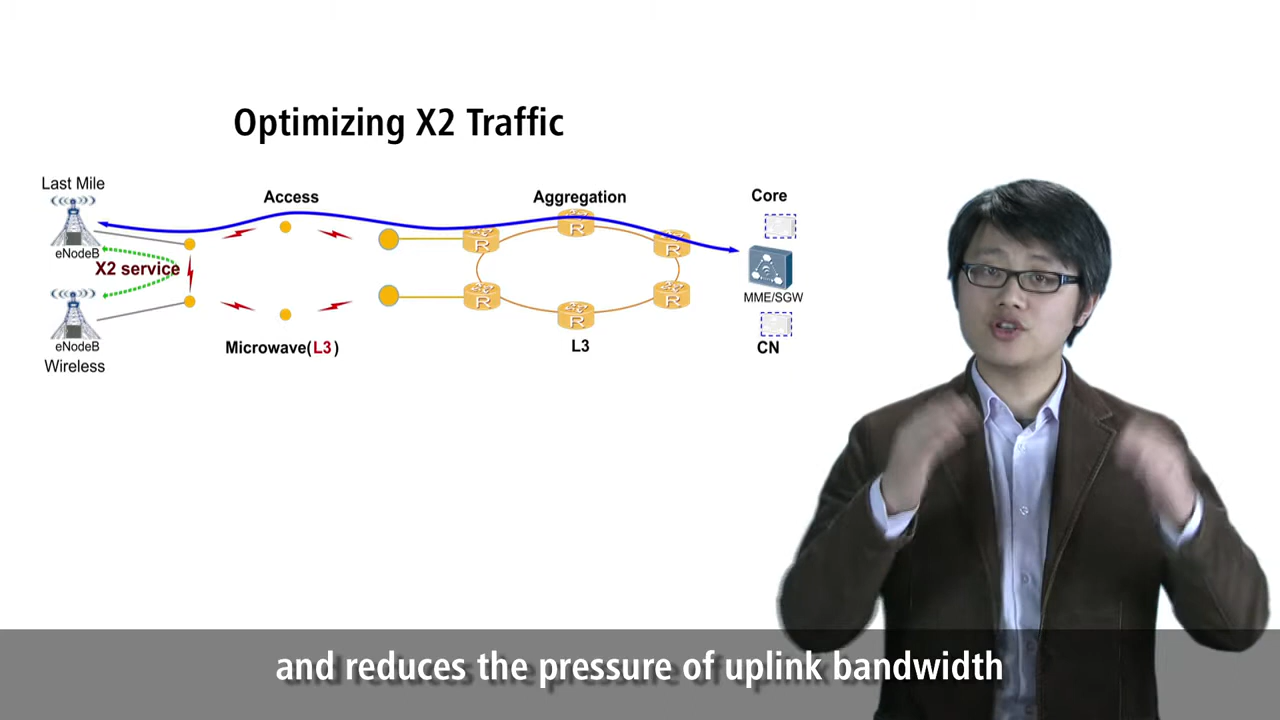 Optimizing X2 Traffic
Last Mile
Access
Aggregation
Core
eNodeB
X2 service
R
R
R
R
R
R
MME/SGW
eNodeB
Wireless
Microwave(L3)
L3
CN
and reduces the pressure of uplink bandwidth